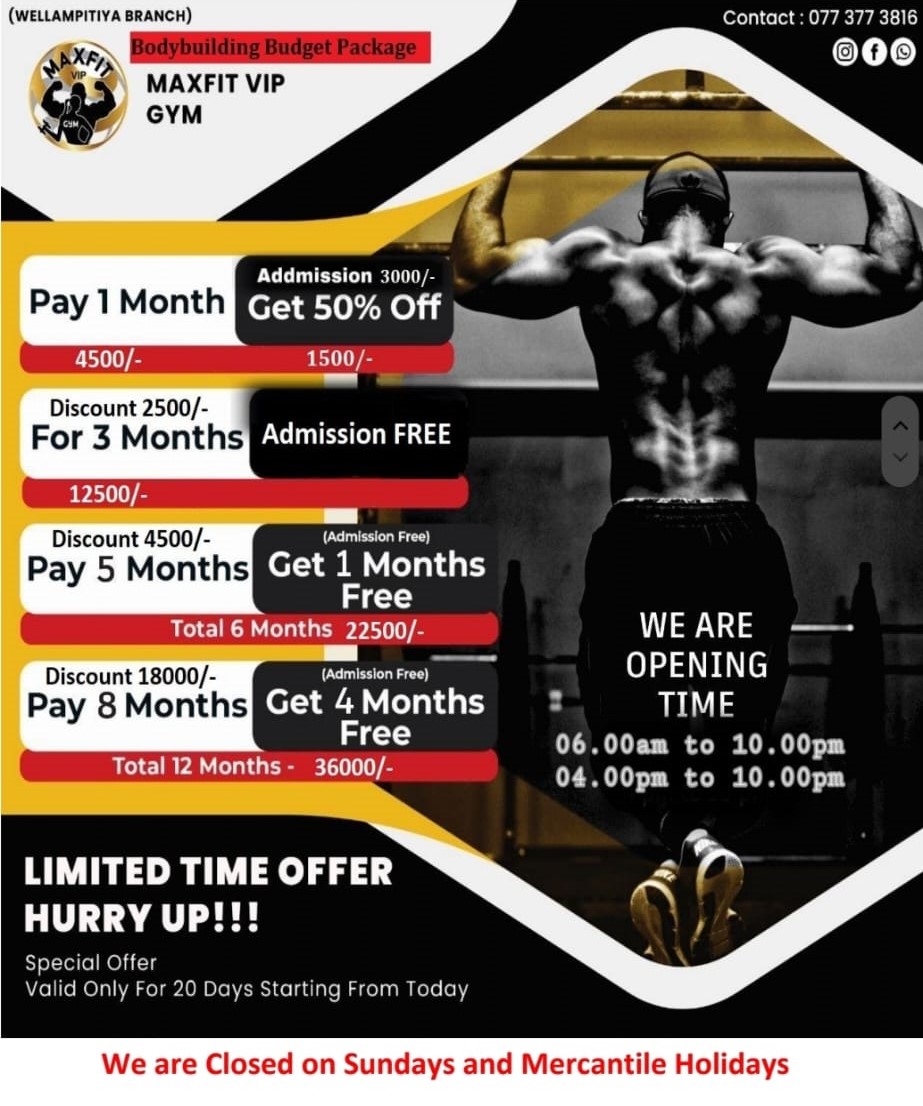 (WELLAMPITIYA BRANCH)
Contact : 077 377 3816
Bodybuilding Budget Package
MAXFIT
VIP
GYM
MAXFIT VIP
GYM
Pay 1 Month
Addmission 3000/-
Get 50% Off
4500/- 1500/-
Discount 2500/-
For 3 Months
Admission FREE
12500/-
Discount 4500/-
Pay 5 Months
(Admission Free)
Get 1 Months
Free
Total 6 Months 22500/-
Discount 18000/-
Pay 8 Months
(Admission Free)
Get 4 Months
Free
Total 12 Months - 36000/-
WE ARE
OPENING
TIME
06.00am to 10.00pm
04.00pm to 10.00pm
LIMITED TIME OFFER
HURRY UP!!!
Special Offer
Valid Only For 20 Days Starting From Today
We are Closed on Sundays and Mercantile Holidays